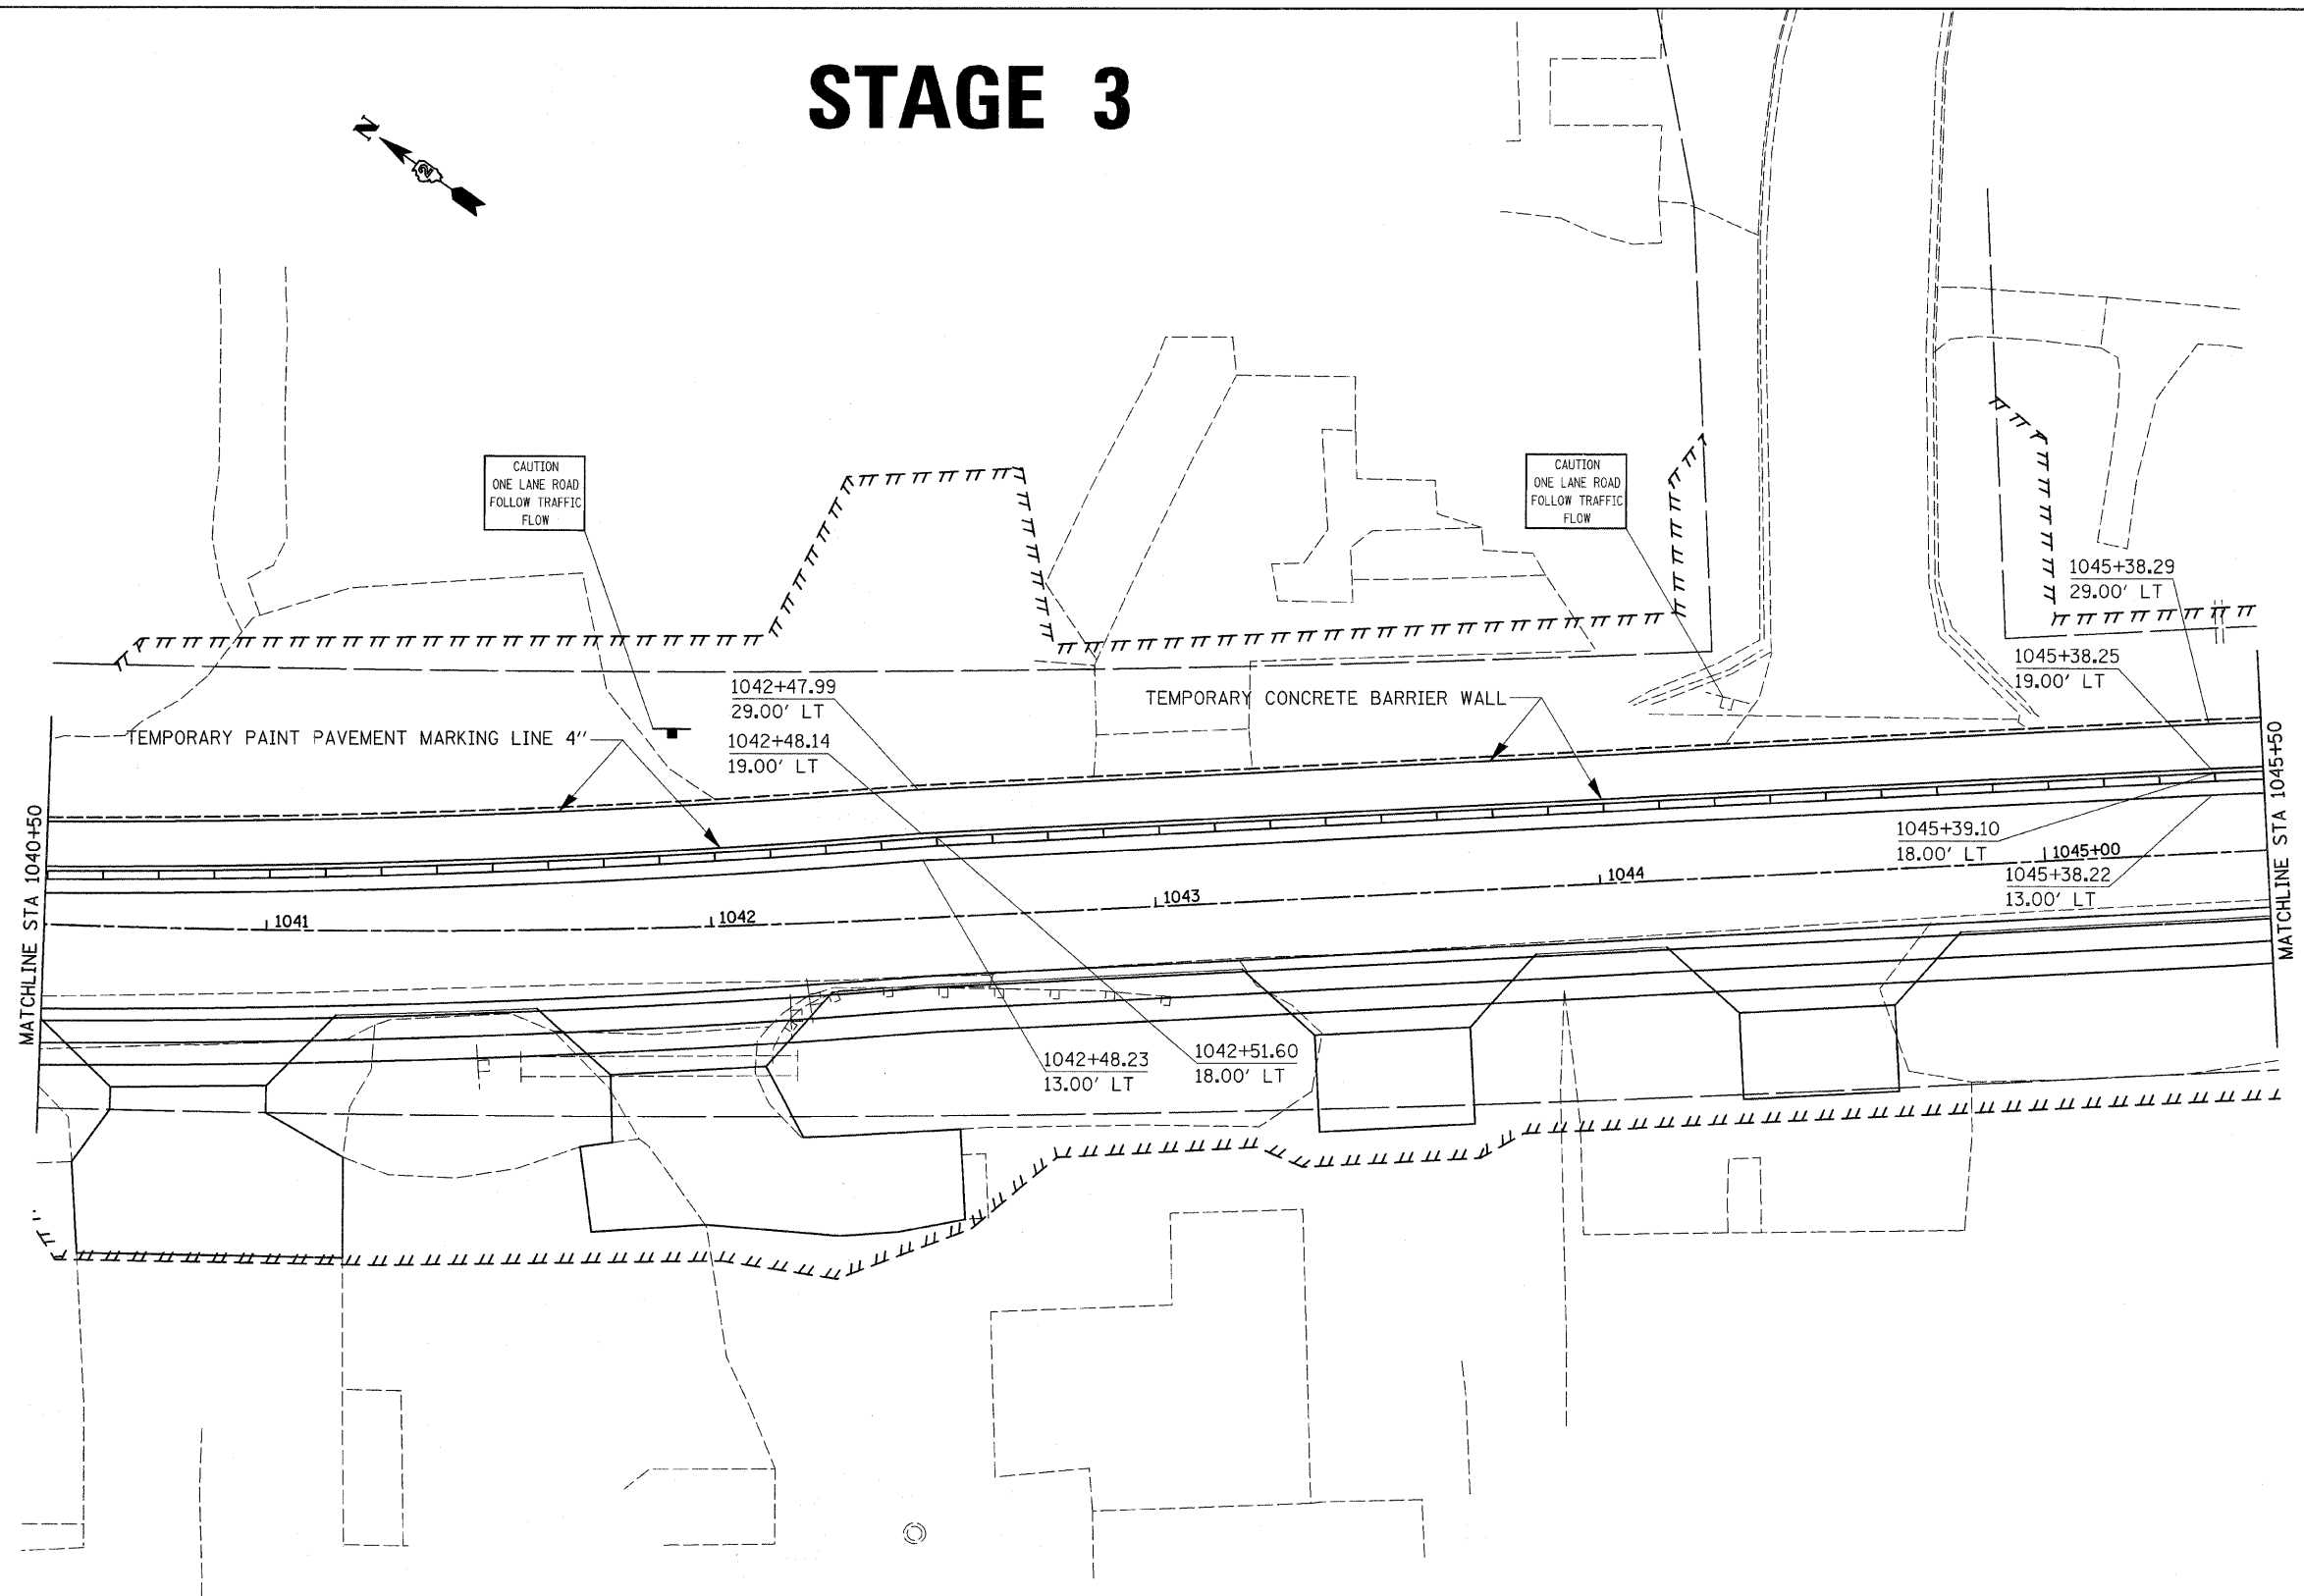 STAGE 3
N
2
CAUTION
ONE LANE ROAD
FOLLOW TRAFFIC
FLOW
CAUTION
ONE LANE ROAD
FOLLOW TRAFFIC
FLOW
1045+38.29
29.00' LT
1045+38.25
19.00' LT
1042+47.99
29.00' LT
TEMPORARY CONCRETE BARRIER WALL
TEMPORARY PAINT PAVEMENT MARKING LINE 4"
1042+48.14
19.00' LT
MATCHLINE STA 1040+50
MATCHLINE STA 1045+50
1045+39.10
18.00' LT
1045+00
1045+38.22
13.00' LT
1044
1043
1042
1041
1042+48.23
13.00' LT
1042+51.60
18.00' LT